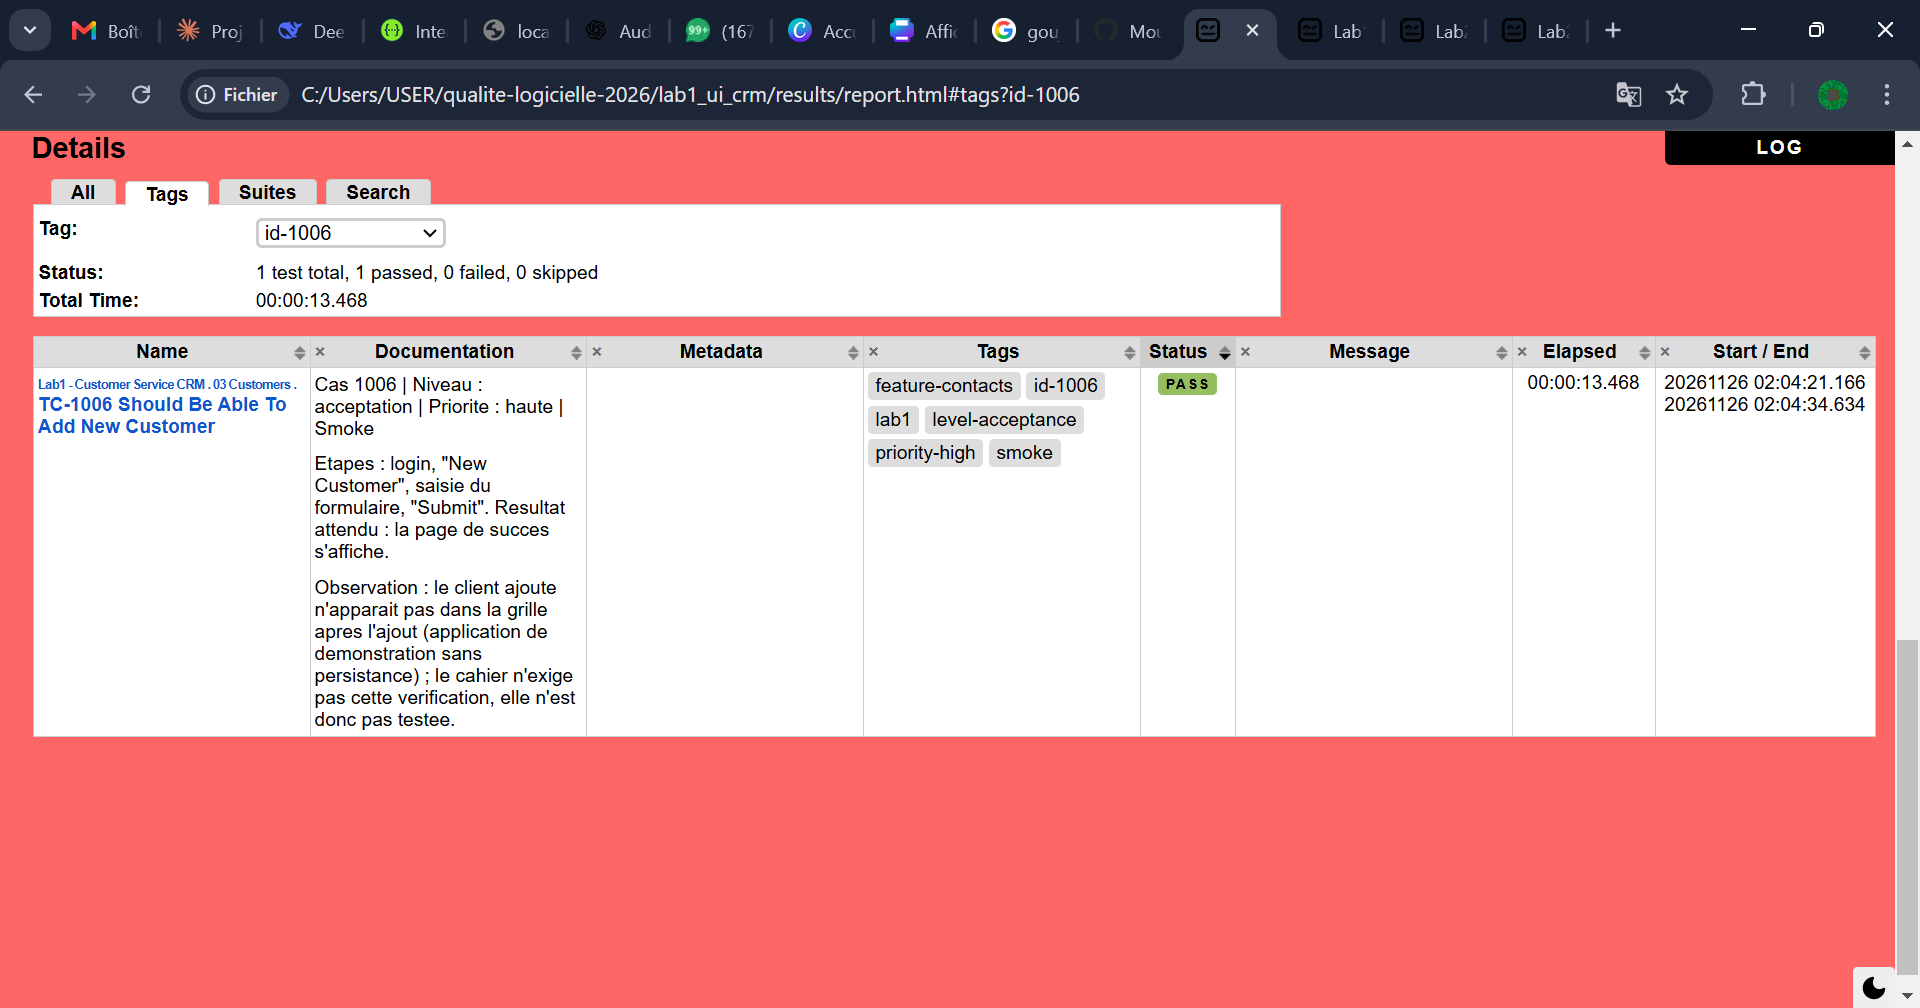 Boît
Proj
Dee
Inte
loca
Aud
99+
(167
Accu
Affic
gou
Mou
Lab
Lab
Lab
Fichier
C:/Users/USER/qualite-logicielle-2026/lab1_ui_crm/results/report.html#tags?id-1006
Details
LOG
All
Tags
Suites
Search
Tag:
id-1006
Status:
1 test total, 1 passed, 0 failed, 0 skipped
Total Time:
00:00:13.468
Name
× Documentation
× Metadata
× Tags
Status
× Message
× Elapsed
× Start / End
Lab1 - Customer Service CRM . 03 Customers .
TC-1006 Should Be Able To
Add New Customer
Cas 1006 | Niveau :
acceptation | Priorite : haute |
Smoke
Etapes : login, "New
Customer", saisie du
formulaire, "Submit". Resultat
attendu : la page de succes
s'affiche.
Observation : le client ajoute
n'apparait pas dans la grille
apres l'ajout (application de
demonstration sans
persistance) ; le cahier n'exige
pas cette verification, elle n'est
donc pas testee.
feature-contacts id-1006
lab1 level-acceptance
priority-high smoke
PASS
00:00:13.468
20261126 02:04:21.166
20261126 02:04:34.634